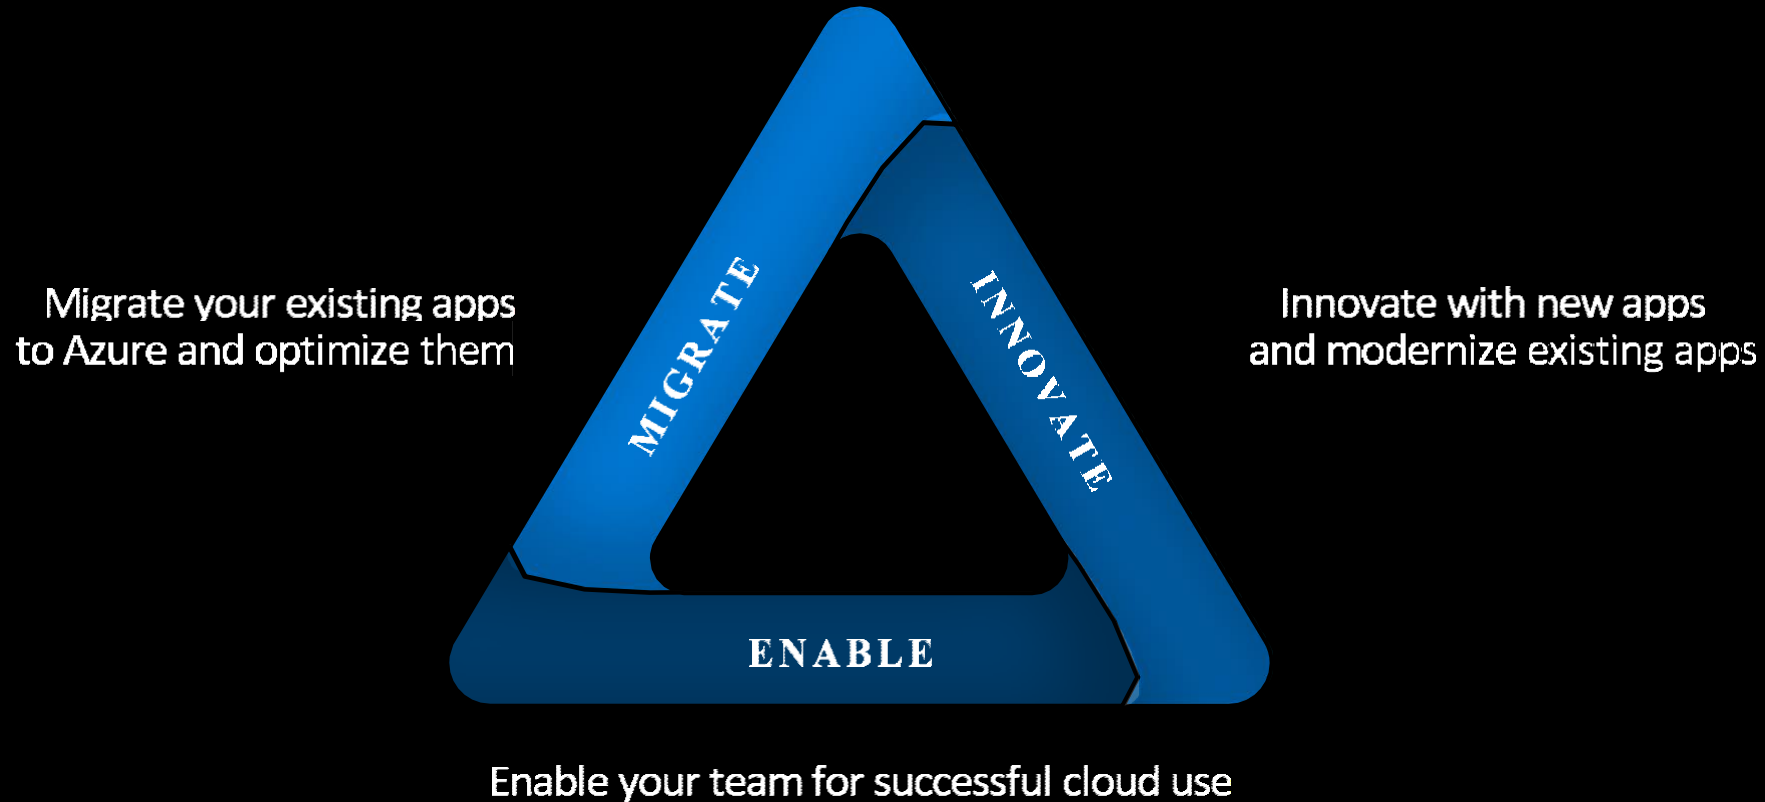 Migrate your existing apps
to Azure and optimize them
MIGRATE
INNOVATE
Innovate with new apps
and modernize existing apps
ENABLE
Enable your team for successful cloud use